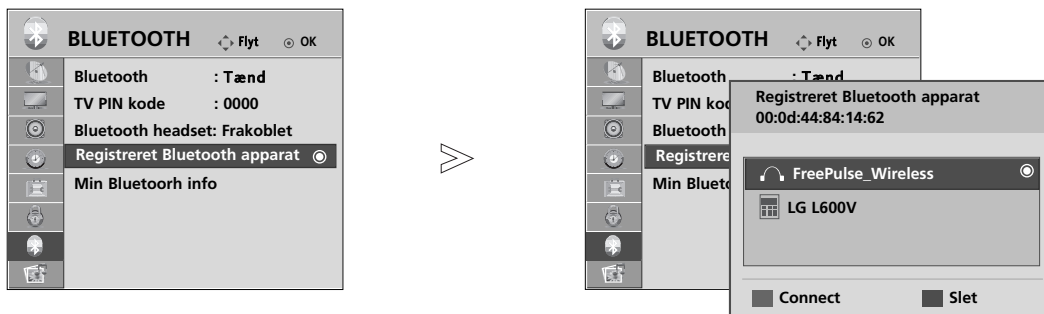 BLUETOOTH Flyt OK
Bluetooth : Tænd
TV PIN kode : 0000
Bluetooth headset: Frakoblet
Registreret Bluetooth apparat
Min Bluetoorh info
BLUETOOTH Flyt OK
Bluetooth : Tænd
TV PIN kod
Bluetooth
Registrere
Min Blueto
Registreret Bluetooth apparat
00:0d:44:84:14:62
FreePulse_Wireless
LG L600V
Connect Slet